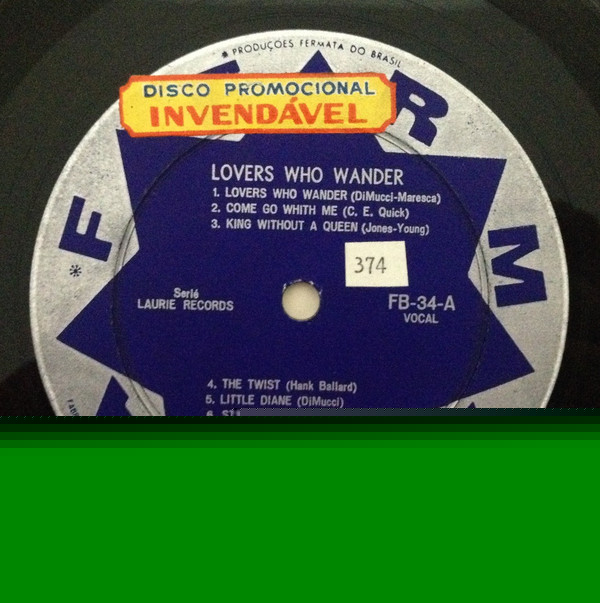 * PRODUÇÕES FERMATA DO BRASIL
DISCO PROMOCIONAL
INVENDÁVEL
F
R
M
*
LOVERS WHO WANDER
1. LOVERS WHO WANDER (DiMucci-Maresca)
2. COME GO WHITH ME (C. E. Quick)
3. KING WITHOUT A QUEEN (Jones-Young)
374
Serié
LAURIE RECORDS
FB-34-A
VOCAL
4. THE TWIST (Hank Ballard)
5. LITTLE DIANE (DiMucci)